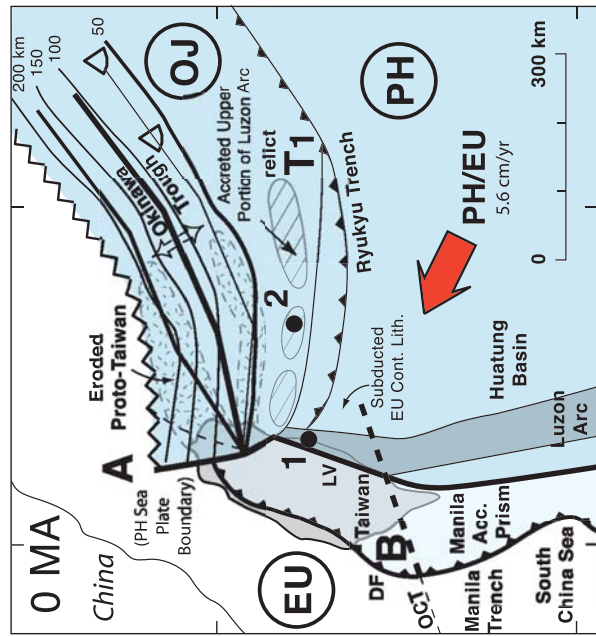 0 MA
China
A
(PH Sea
Plate
Boundary)
Eroded
Proto-Taiwan
200 km
150
100
50
Okinawa
Trough
OJ
Accreted Upper
Portion of Luzon Arc
relict
T1
2
Ryukyu Trench
PH
PH/EU
5.6 cm/yr
0
300 km
EU
1
LV
Taiwan
DF
B
OCT
Subducted
EU Cont. Lith.
Huatung
Basin
Luzon
Arc
Manila
Acc.
Prism
Manila
Trench
South
China Sea